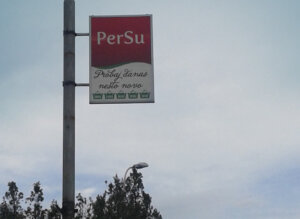 PerSu
Probaj danas
nešto novo